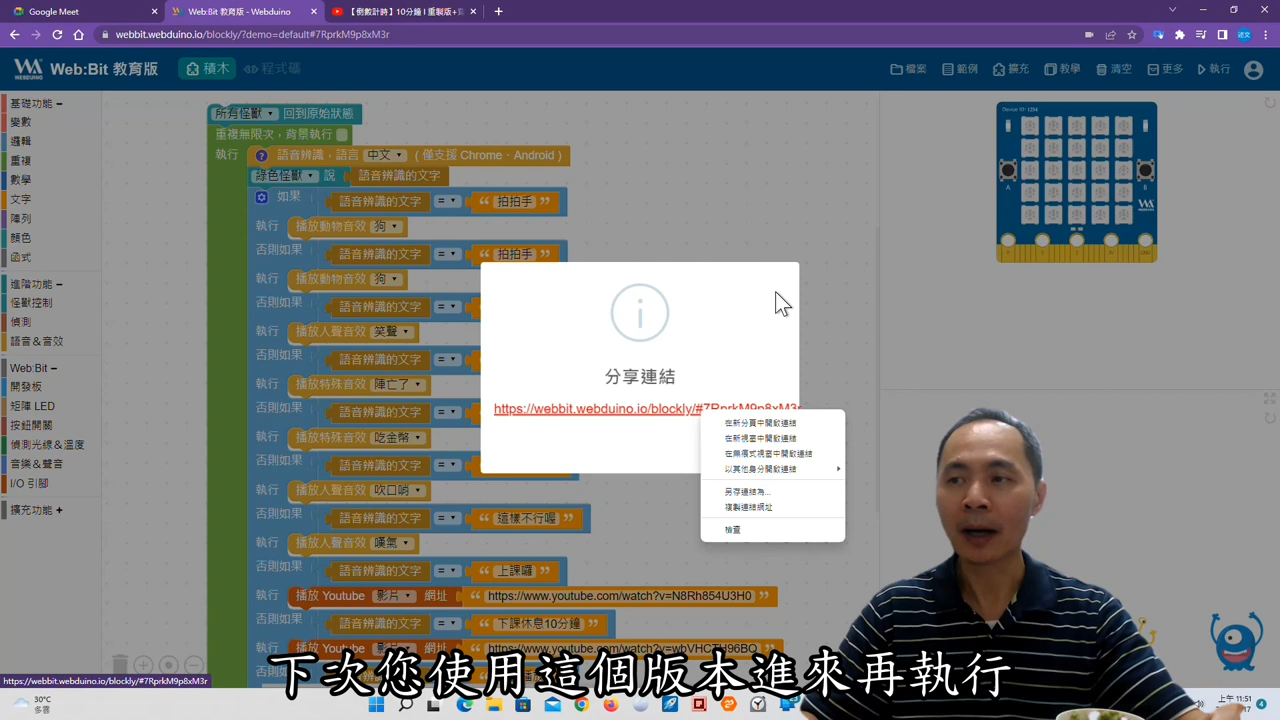 Google Meet
Web:Bit 教育版 - Webduino
【倒數計時】10分鐘 I 重製版+
webbit.webduino.io/blockly/?demo=default#7RprkM9p8xM3r
WEBDUINO
Web:Bit 教育版
積木
程式碼
檔案
範例
擴充
教學
清空
更多
執行
基礎功能
變數
邏輯
重複
數學
文字
陣列
顏色
函式
進階功能
怪獸控制
偵測
語音&音效
Web:Bit
開發板
矩陣 LED
按鈕開關
偵測光線&溫度
音樂&聲音
I/O 引腳
擴充功能
所有怪獸 回到原始狀態
重複無限次,背景執行
執行 語音辨識,語言 中文 ( 僅支援 Chrome、Android )
綠色怪獸 說 語音辨識的文字
如果 語音辨識的文字 = “ 拍拍手 ”
執行 播放動物音效 狗
否則如果 語音辨識的文字 = “ 拍拍手 ”
執行 播放動物音效 狗
否則如果 語音辨識的文字 =
執行 播放人聲音效 笑聲
否則如果 語音辨識的文字 =
執行 播放特殊音效 陣亡了
否則如果 語音辨識的文字 =
執行 播放特殊音效 吃金幣
否則如果 語音辨識的文字 =
執行 播放人聲音效 吹口哨
否則如果 語音辨識的文字 = “ 這樣不行喔 ”
執行 播放人聲音效 嘆氣
否則如果 語音辨識的文字 = “ 上課囉 ”
執行 播放 Youtube 影片 網址 “ https://www.youtube.com/watch?v=N8Rh854U3H0 ”
否則如果 語音辨識的文字 = “ 下課休息10分鐘 ”
執行 播放 Youtube 影片 網址
Device ID: 1234
A
B
分享連結
https://webbit.webduino.io/blockly/#7RprkM9p8xM3r
在新分頁中開啟連結
在新視窗中開啟連結
在無痕式視窗中開啟連結
以其他身分開啟連結
另存連結為...
複製連結網址
檢查
下次您使用這個版本進來再執行
https://webbit.webduino.io/blockly/#7RprkM9p8xM3r
30°C
多雲
上午 11:51